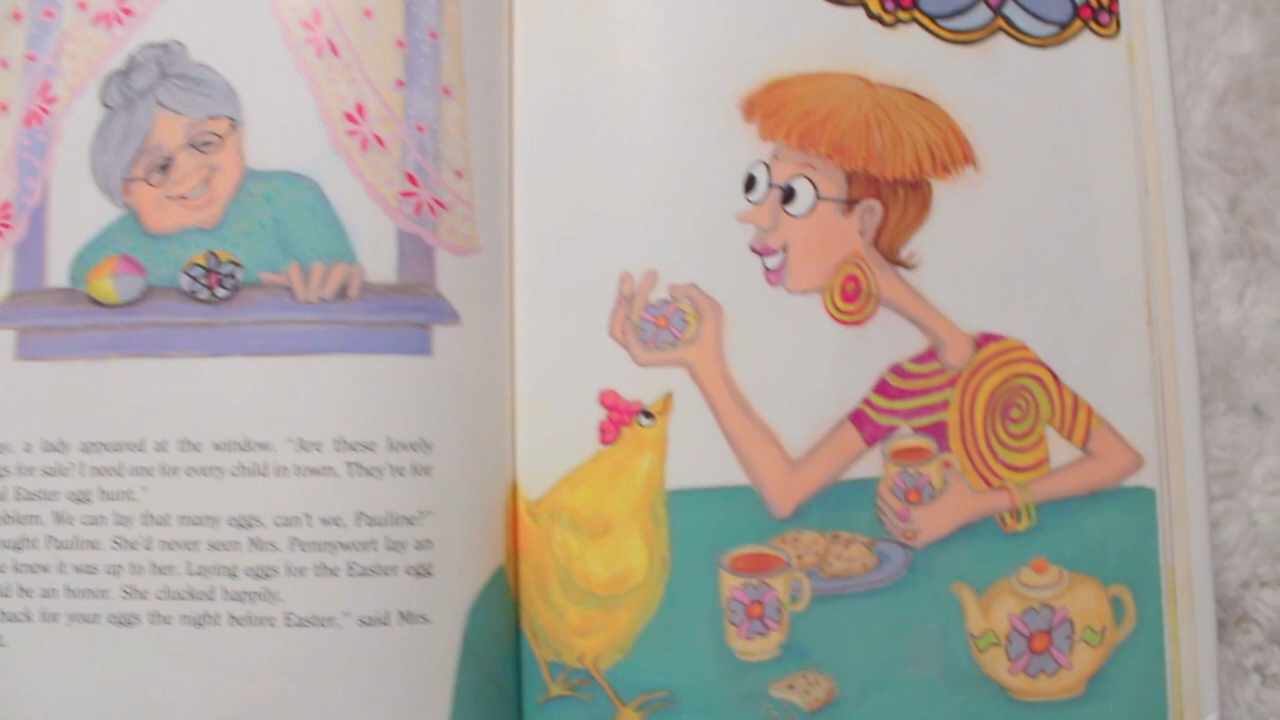 , a lady appeared at the window. "Are these lovely
for sale? I need one for every child in town. They're for
Easter egg hunt."
We can lay that many eggs, can't we, Pauline?"
Pauline. She'd never seen Mrs. Pennywort lay an
knew it was up to her. Laying eggs for the Easter egg
be an honor. She clucked happily.
back for your eggs the night before Easter," said Mrs.